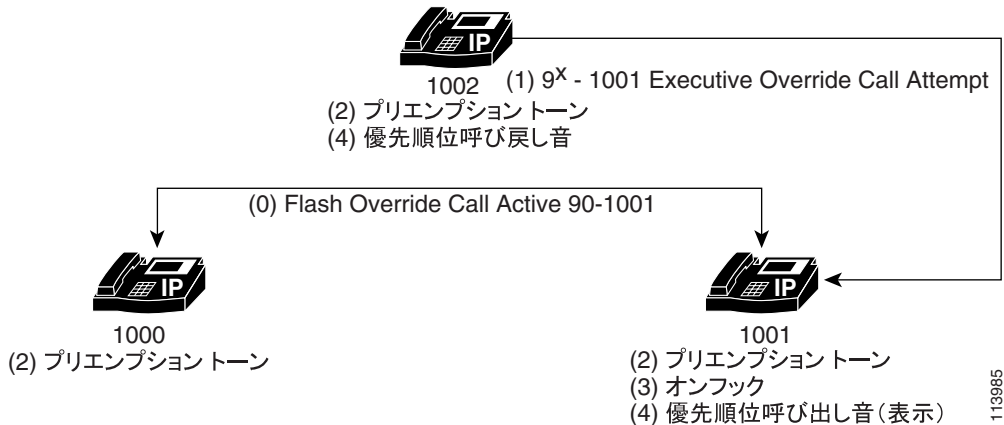 IP
1002
(1) 9X - 1001 Executive Override Call Attempt
(2) プリエンプション トーン
(4) 優先順位呼び戻し音
(0) Flash Override Call Active 90-1001
IP
1000
(2) プリエンプション トーン
IP
1001
(2) プリエンプション トーン
(3) オンフック
(4) 優先順位呼び出し音（表示）
113985